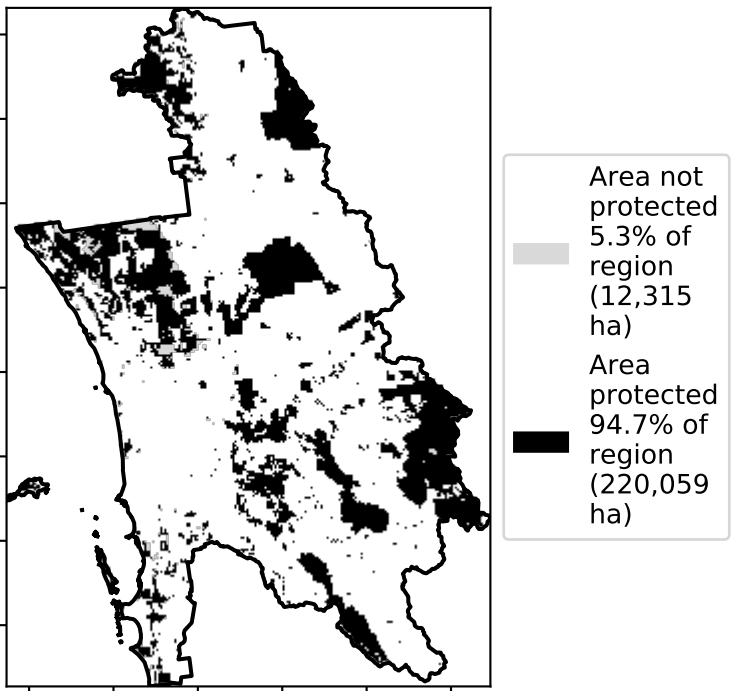 Area not
protected
5.3% of
region
(12,315
ha)
Area
protected
94.7% of
region
(220,059
ha)